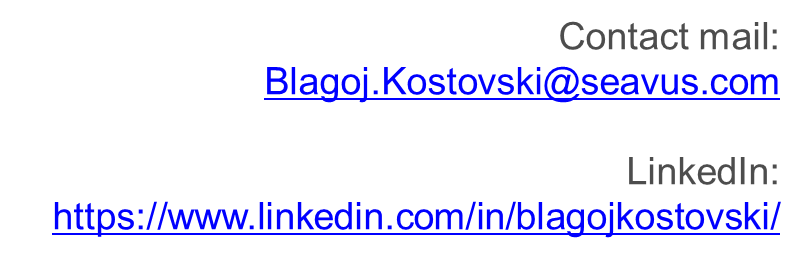 Contact mail:
Blagoj.Kostovski@seavus.com
LinkedIn:
https://www.linkedin.com/in/blagojkostovski/